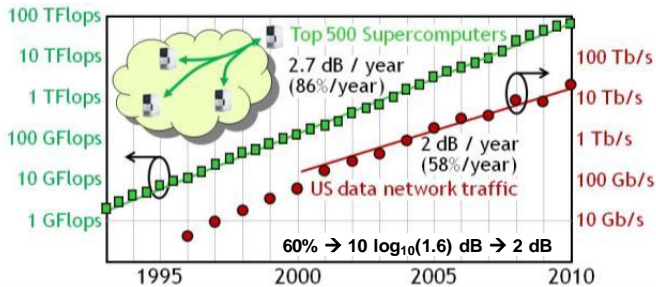 100 TFlops
10 TFlops
1 TFlops
100 GFlops
10 GFlops
1 GFlops
Top 500 Supercomputers
2.7 dB / year
(86%/year)
2 dB / year
(58%/year)
US data network traffic
60% → 10 log₁₀(1.6) dB → 2 dB
100 Tb/s
10 Tb/s
1 Tb/s
100 Gb/s
10 Gb/s
1995
2000
2005
2010